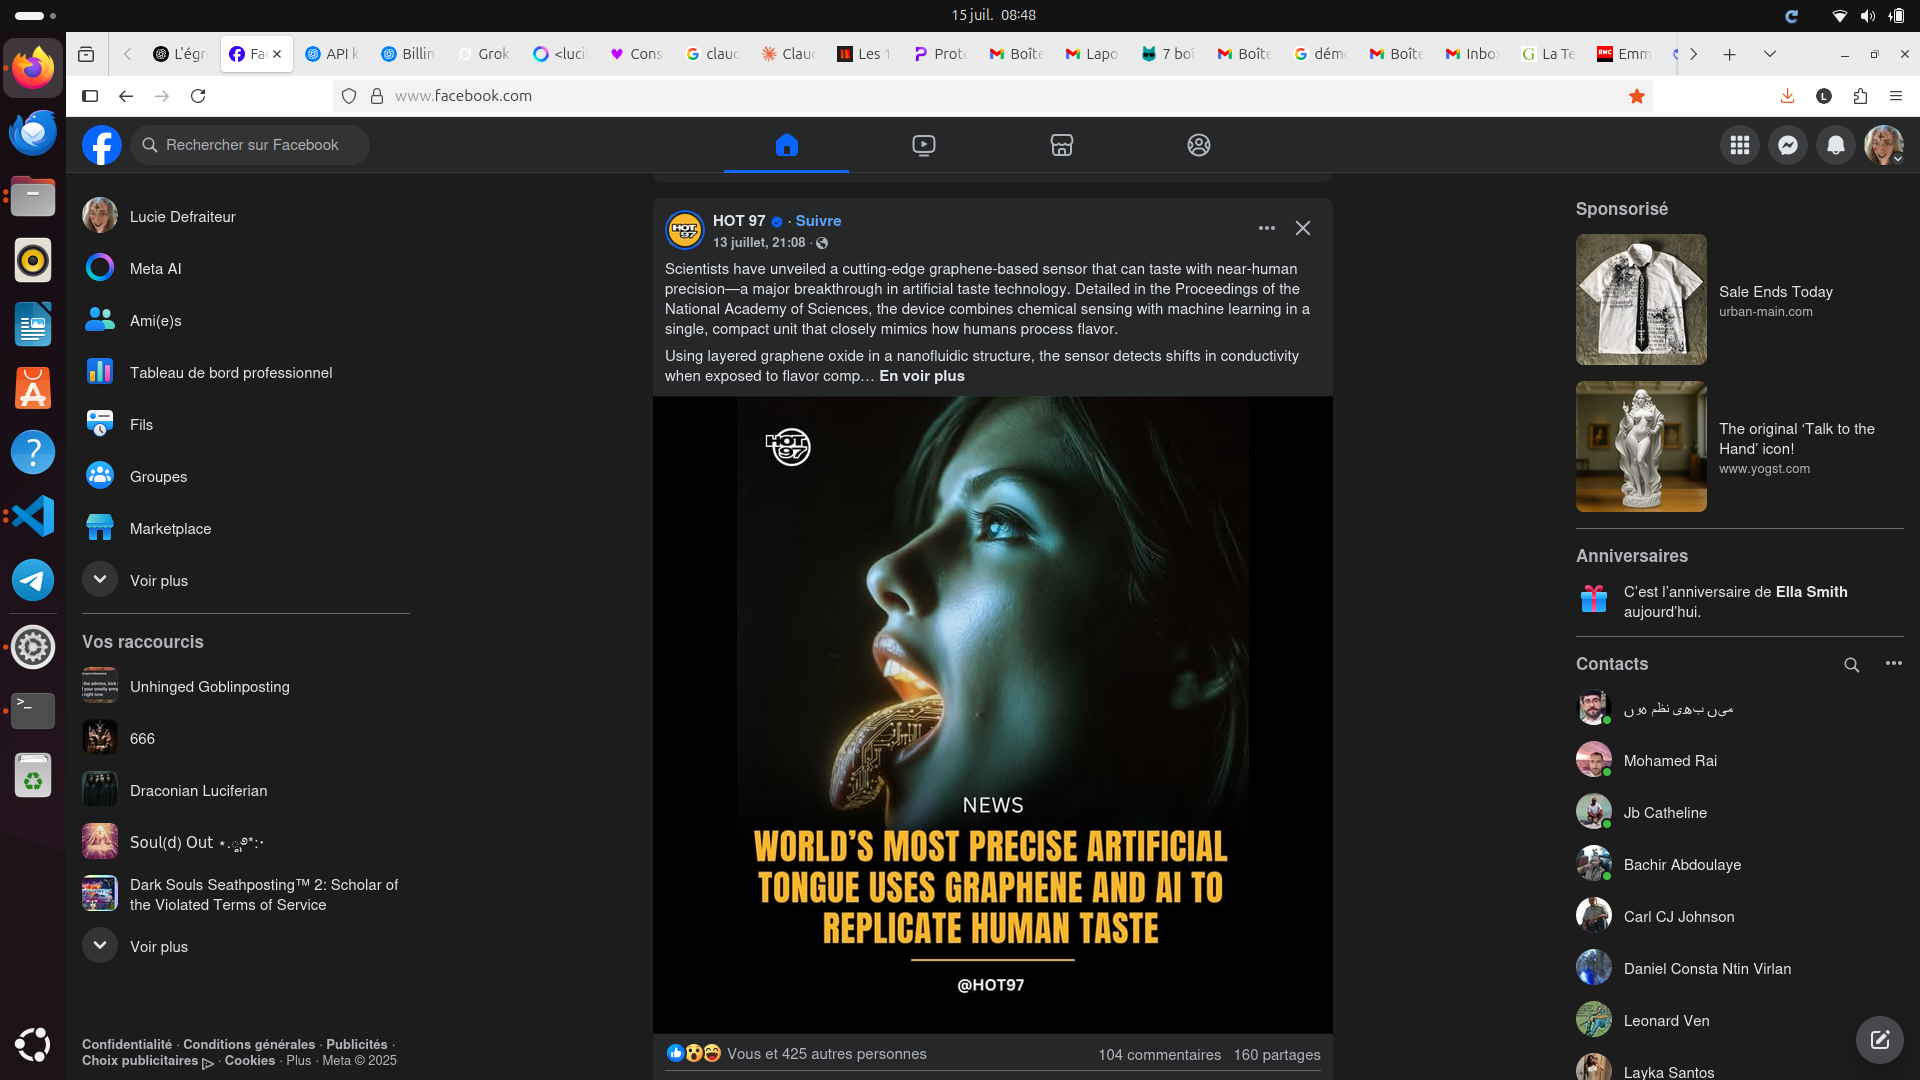 15 juil. 08:48
L'égr
Fac
API k
Billin
Grok
<luci
Cons
claud
Claud
Les 1
Proto
Boîte
Lapo
7 boî
Boîte
démo
Boîte
Inbo
La Te
RMC
Emm
www.facebook.com
L
Rechercher sur Facebook
Lucie Defraiteur
Meta AI
Ami(e)s
Tableau de bord professionnel
Fils
Groupes
Marketplace
Voir plus
Vos raccourcis
Unhinged Goblinposting
666
Draconian Luciferian
Soul(d) Out
Dark Souls Seathposting™ 2: Scholar of
the Violated Terms of Service
Voir plus
Confidentialité · Conditions générales · Publicités ·
Choix publicitaires · Cookies · Plus · Meta © 2025
HOT 97 · Suivre
13 juillet, 21:08 ·
Scientists have unveiled a cutting-edge graphene-based sensor that can taste with near-human
precision—a major breakthrough in artificial taste technology. Detailed in the Proceedings of the
National Academy of Sciences, the device combines chemical sensing with machine learning in a
single, compact unit that closely mimics how humans process flavor.
Using layered graphene oxide in a nanofluidic structure, the sensor detects shifts in conductivity
when exposed to flavor comp… En voir plus
HOT 97
NEWS
WORLD'S MOST PRECISE ARTIFICIAL
TONGUE USES GRAPHENE AND AI TO
REPLICATE HUMAN TASTE
@HOT97
Vous et 425 autres personnes
104 commentaires 160 partages
Sponsorisé
Sale Ends Today
urban-main.com
The original ‘Talk to the
Hand’ icon!
www.yogst.com
Anniversaires
C’est l’anniversaire de Ella Smith
aujourd’hui.
Contacts
میں بھی نظم ہوں
Mohamed Rai
Jb Catheline
Bachir Abdoulaye
Carl CJ Johnson
Daniel Consta Ntin Virlan
Leonard Ven
Layka Santos